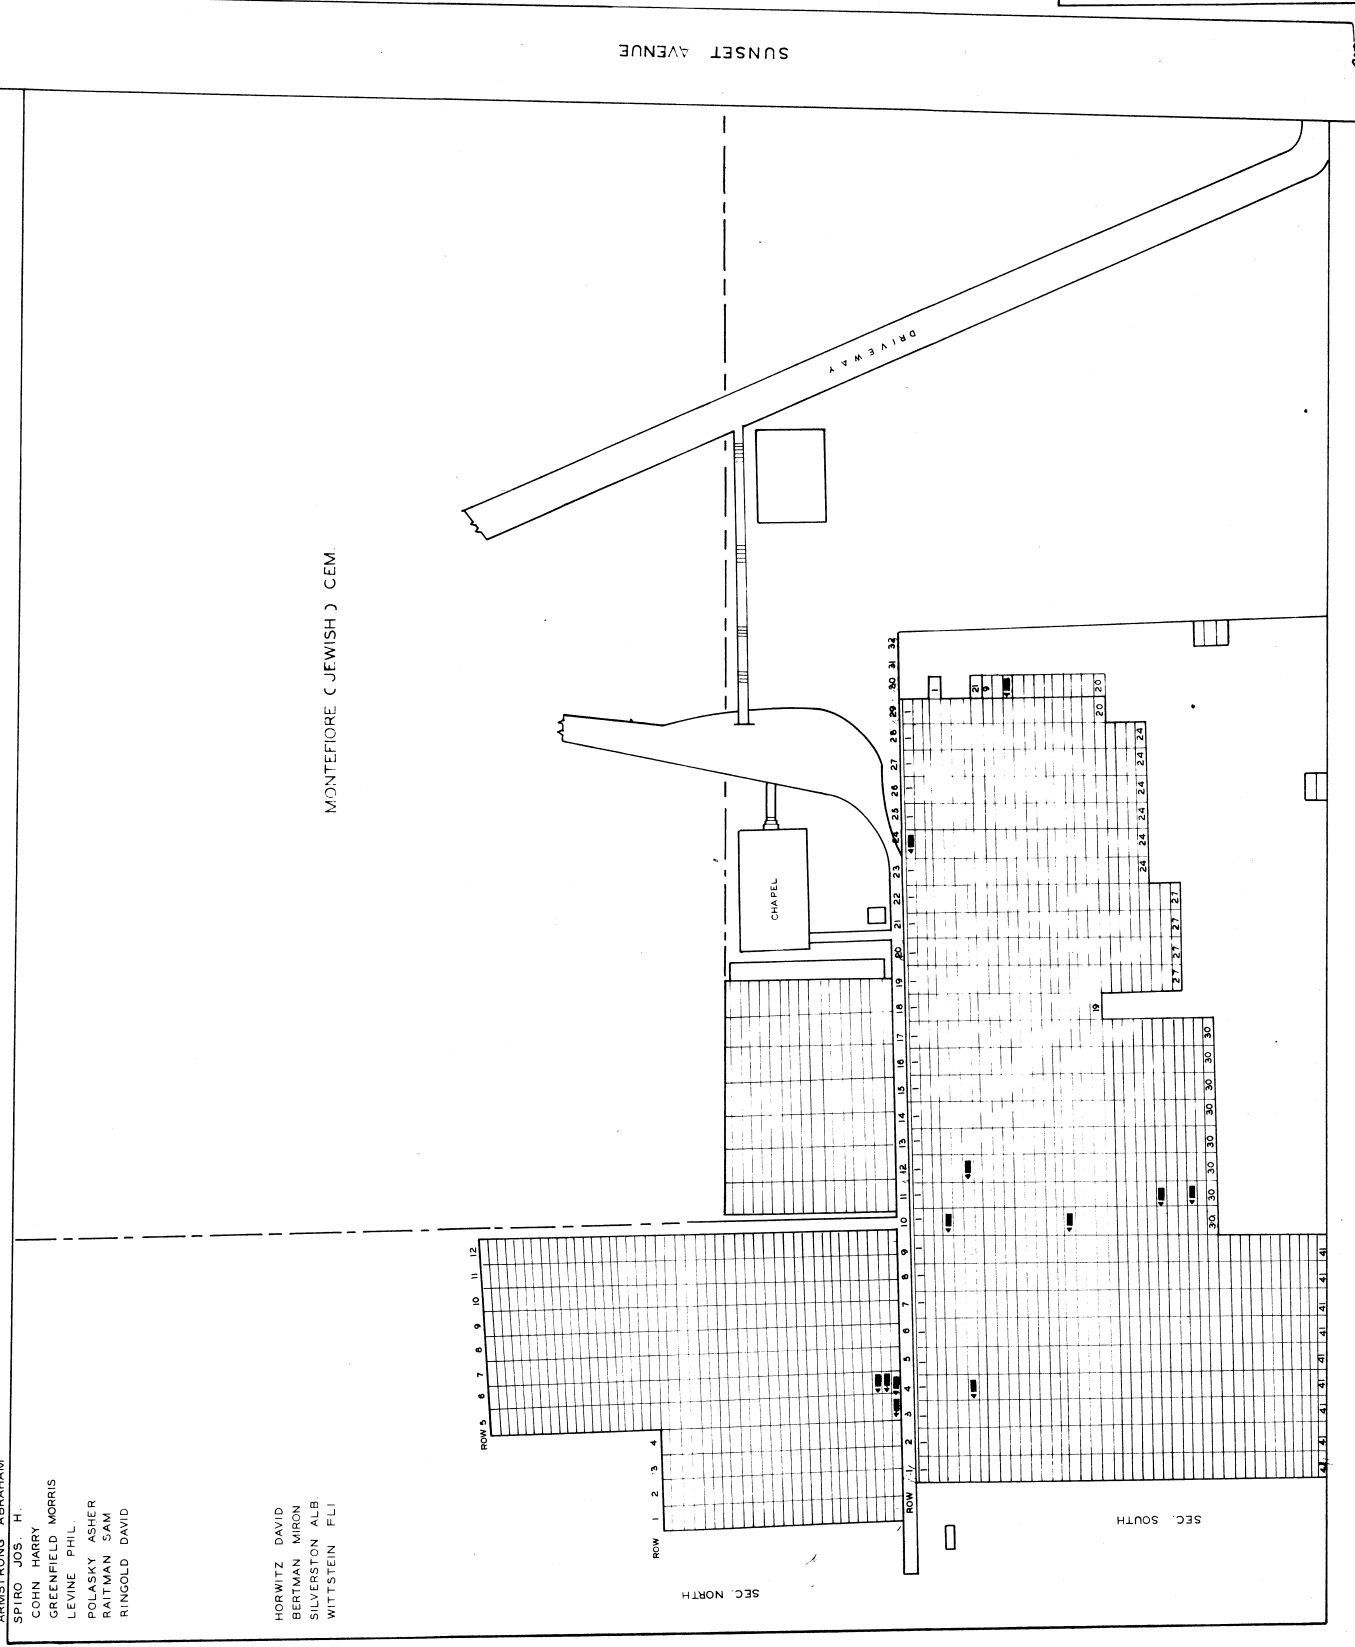 SUNSET AVENUE
DRIVEWAY
MONTEFIORE (JEWISH) CEM.
CHAPEL
ARMSTRONG ABRAHAM
SPIRO JOS. H.
COHN HARRY
GREENFIELD MORRIS
LEVINE PHIL.
POLASKY ASHER
RAITMAN SAM
RINGOLD DAVID
HORWITZ DAVID
BERTMAN MIRON
SILVERSTON ALB.
WITTSTEIN
ROW 5 6 7 8 9 10 11 12
ROW 1 2 3 4
SEC. NORTH
ROW 1 2 3 4 5 6 7 8 9 10 11 12 13 14 15 16 17 18 19 20 21 22 23 24 25 26 27 28 29 30 31 32
1
21
9
20
20
24
24
24
24
24
24
27
27
27
27
19
30
30
30
30
30
30
30
30
41
41
41
41
41
41
41
41
SEC. SOUTH